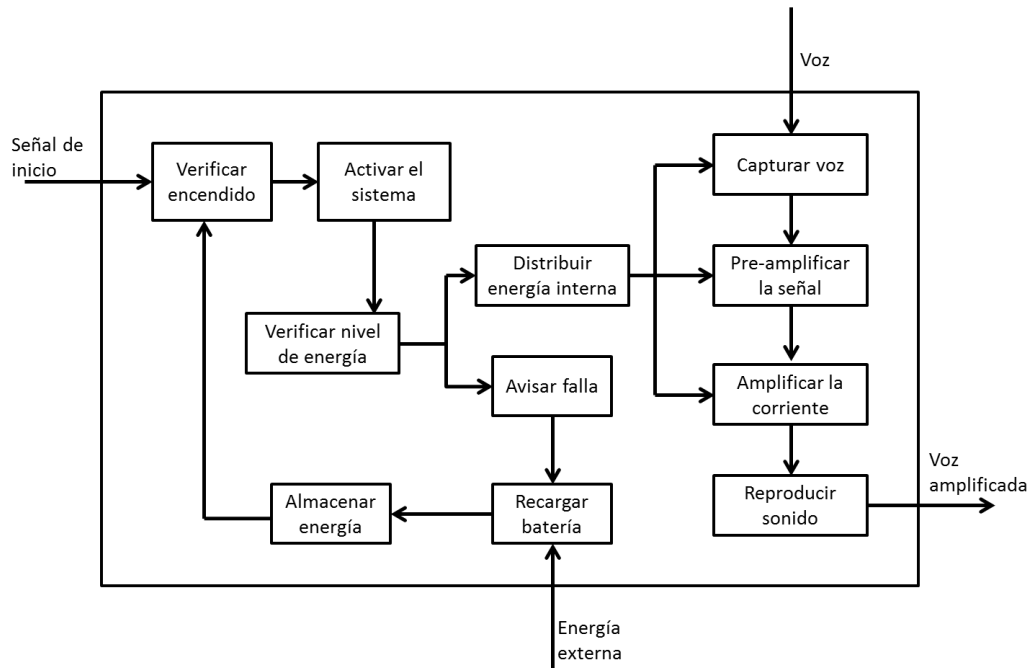 Voz
Señal de
inicio
Verificar
encendido
Activar el
sistema
Capturar voz
Distribuir
energía interna
Pre-amplificar
la señal
Verificar nivel
de energía
Avisar falla
Amplificar la
corriente
Almacenar
energía
Recargar
batería
Reproducir
sonido
Voz
amplificada
Energía
externa